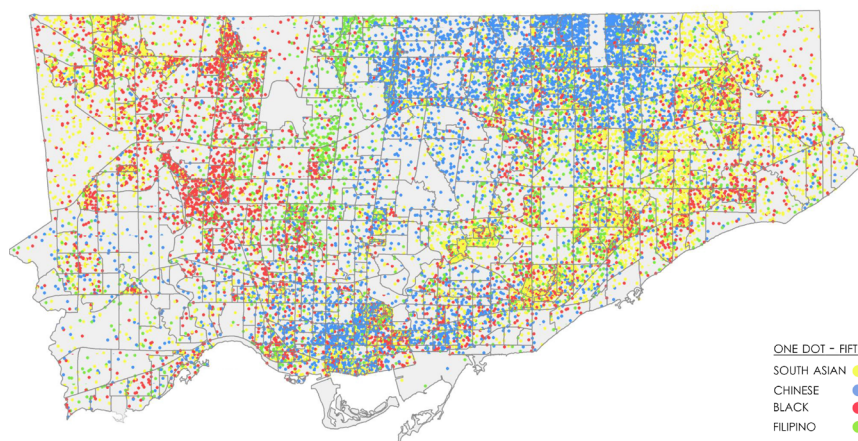 ONE DOT - FIFT
SOUTH ASIAN
CHINESE
BLACK
FILIPINO